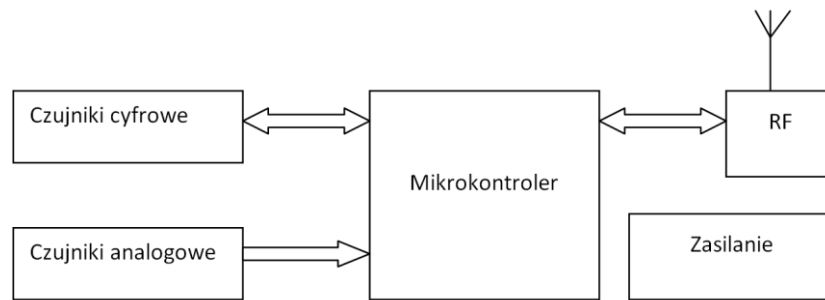 Czujniki cyfrowe
RF
Mikrokontroler
Czujniki analogowe
Zasilanie